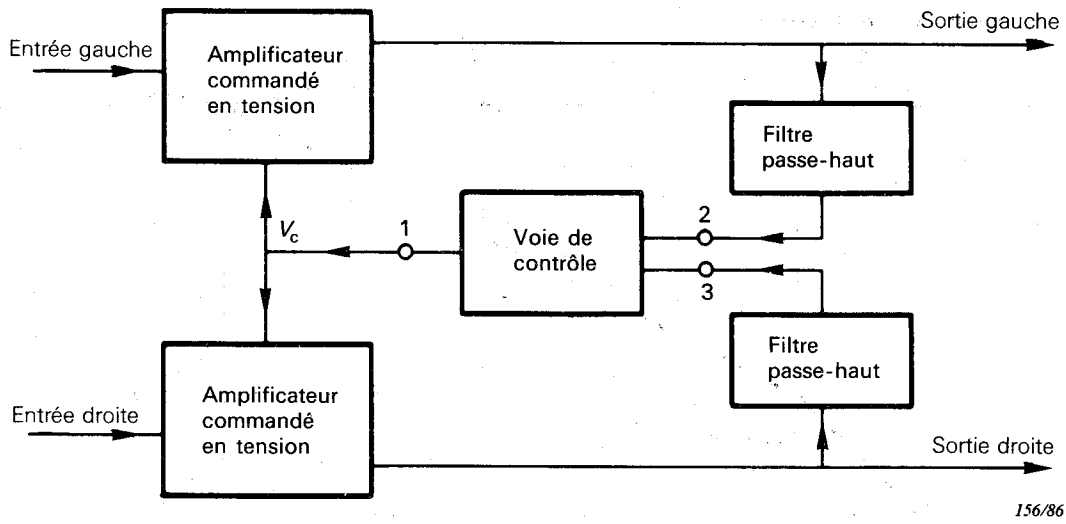 Sortie gauche
Entrée gauche
Amplificateur
commandé
en tension
Filtre
passe-haut
2
1
V_c
Voie de
contrôle
3
Filtre
passe-haut
Amplificateur
commandé
en tension
Entrée droite
Sortie droite
156/86